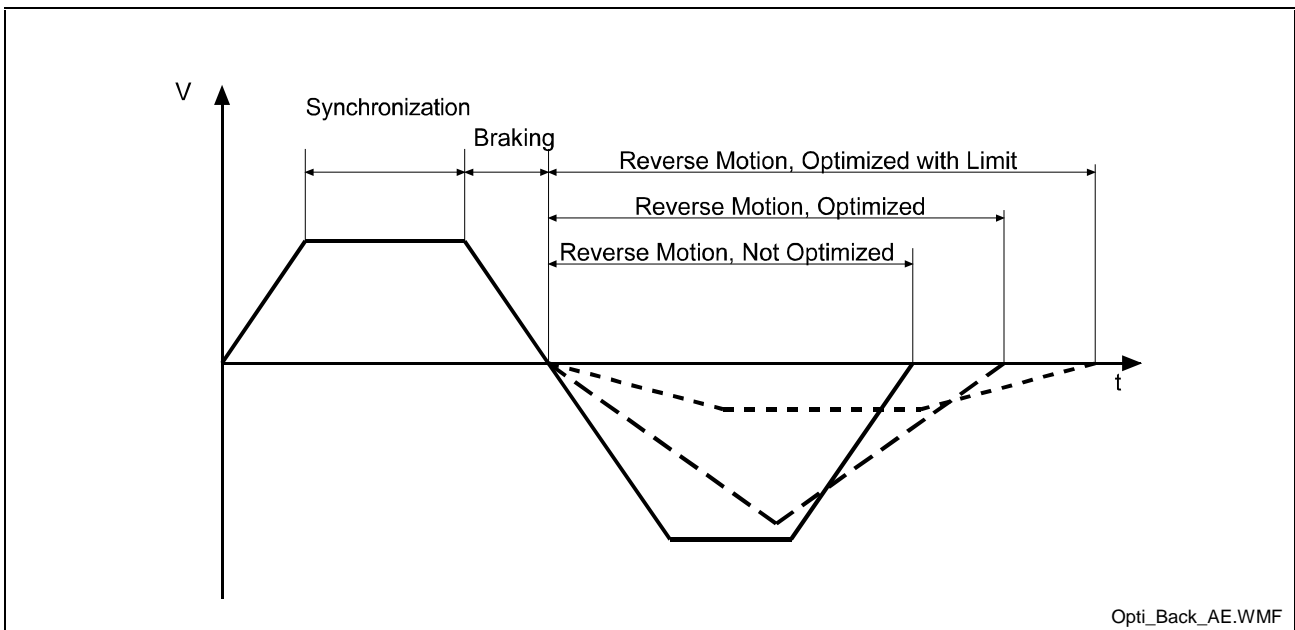 V
Synchronization
Braking
Reverse Motion, Optimized with Limit
Reverse Motion, Optimized
Reverse Motion, Not Optimized
t
Opti_Back_AE.WMF